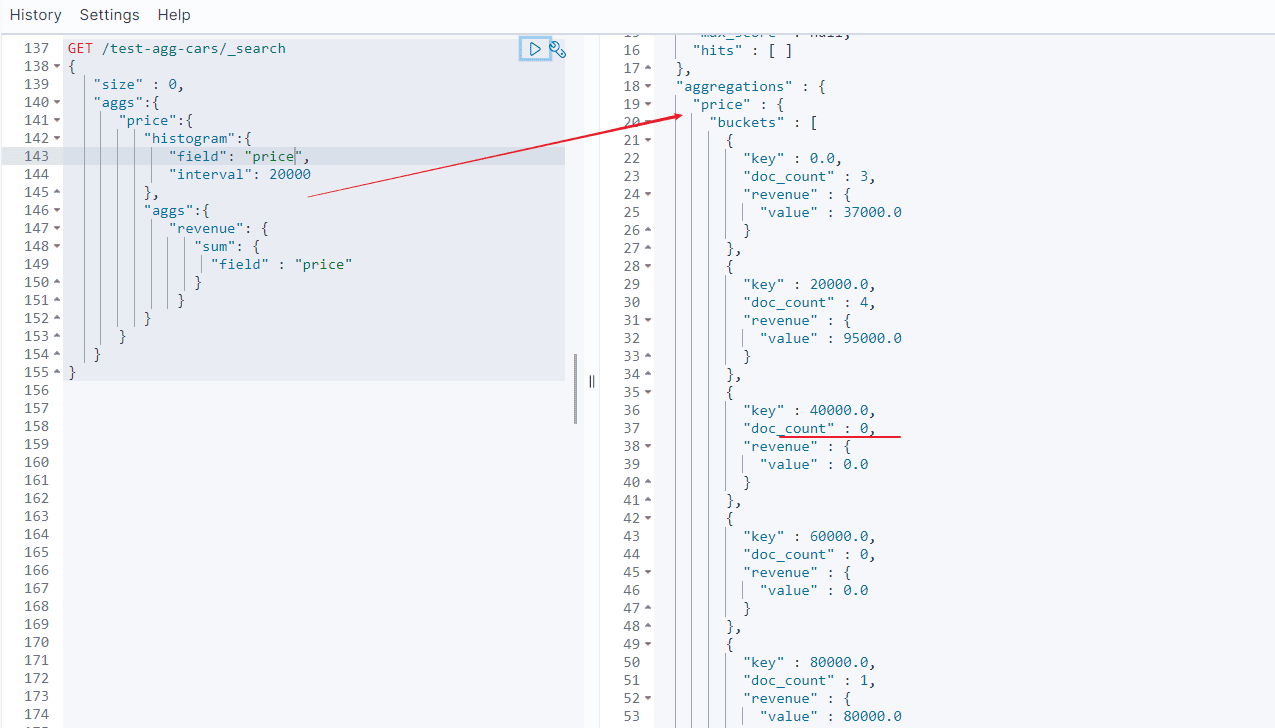 History Settings Help
137 GET /test-agg-cars/_search
138 {
139 "size" : 0,
140 "aggs":{
141 "price":{
142 "histogram":{
143 "field": "price",
144 "interval": 20000
145 },
146 "aggs":{
147 "revenue": {
148 "sum": {
149 "field" : "price"
150 }
151 }
152 }
153 }
154 }
155 }
156
157
158
159
160
161
162
163
164
165
166
167
168
169
170
171
172
173
174
15 "max_score" : null,
16 "hits" : [ ]
17 },
18 "aggregations" : {
19 "price" : {
20 "buckets" : [
21 {
22 "key" : 0.0,
23 "doc_count" : 3,
24 "revenue" : {
25 "value" : 37000.0
26 }
27 },
28 {
29 "key" : 20000.0,
30 "doc_count" : 4,
31 "revenue" : {
32 "value" : 95000.0
33 }
34 },
35 {
36 "key" : 40000.0,
37 "doc_count" : 0,
38 "revenue" : {
39 "value" : 0.0
40 }
41 },
42 {
43 "key" : 60000.0,
44 "doc_count" : 0,
45 "revenue" : {
46 "value" : 0.0
47 }
48 },
49 {
50 "key" : 80000.0,
51 "doc_count" : 1,
52 "revenue" : {
53 "value" : 80000.0